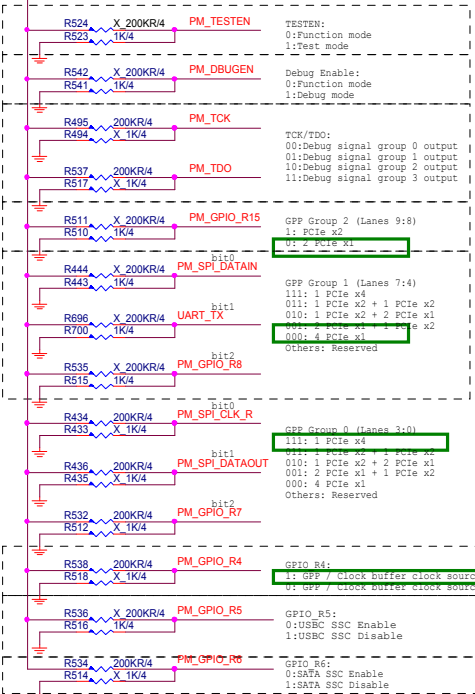 R524 X_200KR/4 PM_TESTEN
R523 1K/4
TESTEN:
0:Function mode
1:Test mode
R542 X_200KR/4 PM_DBUGEN
R541 1K/4
Debug Enable:
0:Function mode
1:Debug mode
R495 200KR/4 PM_TCK
R494 X_1K/4
R537 200KR/4 PM_TDO
R517 X_1K/4
TCK/TDO:
00:Debug signal group 0 output
01:Debug signal group 1 output
10:Debug signal group 2 output
11:Debug signal group 3 output
R511 X_200KR/4 PM_GPIO_R15
R510 1K/4
GPP Group 2 (Lanes 9:8)
1: PCIe x2
0: 2 PCIe x1
bit0
R444 X_200KR/4 PM_SPI_DATAIN
R443 1K/4
bit1
R696 X_200KR/4 UART_TX
R700 1K/4
bit2
R535 X_200KR/4 PM_GPIO_R8
R515 1K/4
GPP Group 1 (Lanes 7:4)
111: 1 PCIe x4
011: 1 PCIe x2 + 1 PCIe x2
010: 1 PCIe x2 + 2 PCIe x1
001: 2 PCIe x1 + 1 PCIe x2
000: 4 PCIe x1
Others: Reserved
bit0
R434 200KR/4 PM_SPI_CLK_R
R433 X_1K/4
bit1
R436 200KR/4 PM_SPI_DATAOUT
R435 X_1K/4
bit2
R532 200KR/4 PM_GPIO_R7
R512 X_1K/4
GPP Group 0 (Lanes 3:0)
111: 1 PCIe x4
011: 1 PCIe x2 + 1 PCIe x2
010: 1 PCIe x2 + 2 PCIe x1
001: 2 PCIe x1 + 1 PCIe x2
000: 4 PCIe x1
Others: Reserved
R538 200KR/4 PM_GPIO_R4
R518 X_1K/4
GPIO R4:
1: GPP / Clock buffer clock sourc
0: GPP / Clock buffer clock sourc
R536 X_200KR/4 PM_GPIO_R5
R516 1K/4
GPIO_R5:
0:USBC SSC Enable
1:USBC SSC Disable
R534 200KR/4 PM_GPIO_R6
R514 X_1K/4
GPIO_R6:
0:SATA SSC Enable
1:SATA SSC Disable